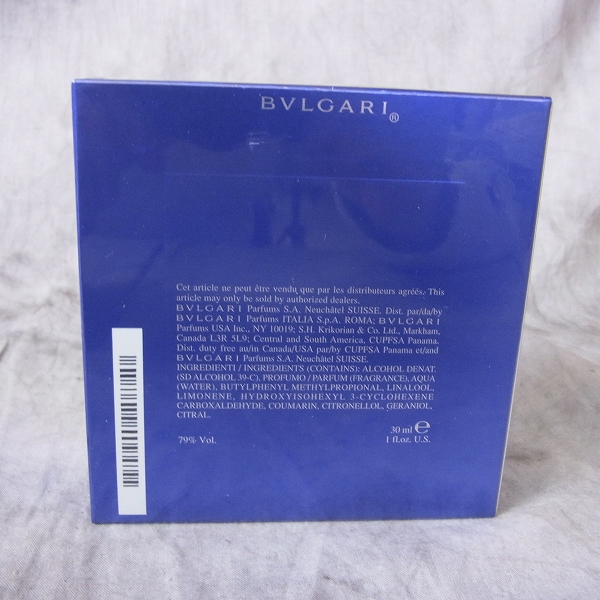 BVLGARI®
Cet article ne peut être vendu que par les distributeurs agréés. This
article may only be sold by authorized dealers.
BVLGARI Parfums S.A. Neuchâtel SUISSE. Dist. par/da/by
BVLGARI Parfums ITALIA S.p.A. ROMA; BVLGARI
Parfums USA Inc., NY 10019; S.H. Krikorian & Co. Ltd., Markham,
Canada L3R 5L9; Central and South America, CUPFSA Panama.
Dist. duty free au/in Canada/USA par/by CUPFSA Panama et/and
BVLGARI Parfums S.A. Neuchâtel SUISSE.
INGREDIENTI / INGREDIENTS (CONTAINS): ALCOHOL DENAT.
(SD ALCOHOL 39-C), PROFUMO / PARFUM (FRAGRANCE), AQUA
(WATER), BUTYLPHENYL METHYLPROPIONAL, LINALOOL,
LIMONENE, HYDROXYISOHEXYL 3-CYCLOHEXENE
CARBOXALDEHYDE, COUMARIN, CITRONELLOL, GERANIOL,
CITRAL.
79% Vol.
30 ml ℮
1 fl.oz. U.S.